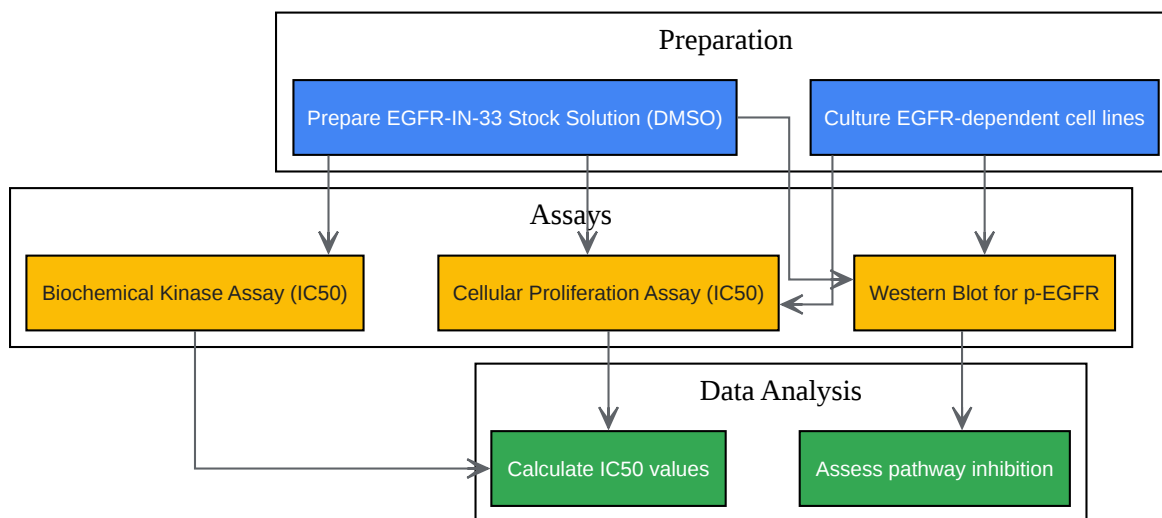 Preparation
Prepare EGFR-IN-33 Stock Solution (DMSO)
Culture EGFR-dependent cell lines
Assays
Biochemical Kinase Assay (IC50)
Cellular Proliferation Assay (IC50)
Western Blot for p-EGFR
Data Analysis
Calculate IC50 values
Assess pathway inhibition